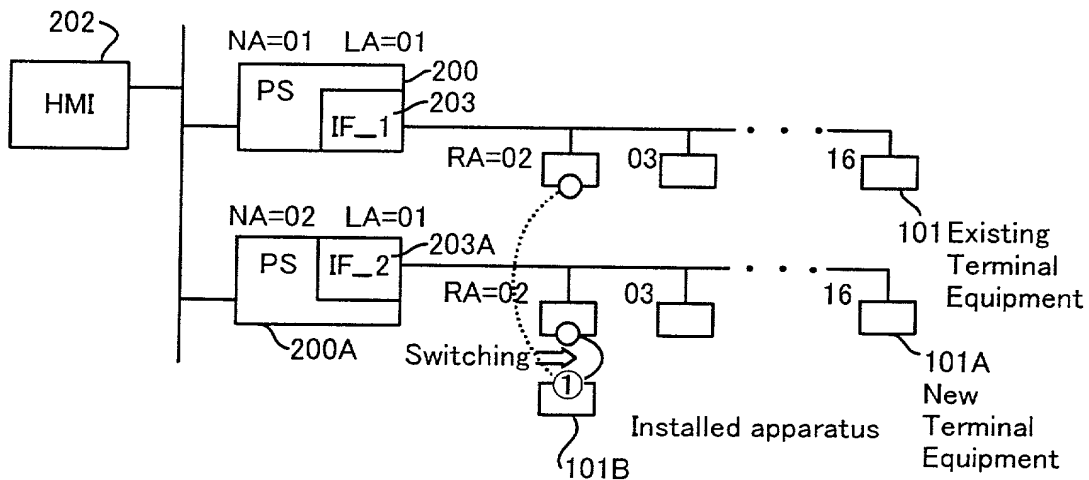 202
HMI
NA=01 LA=01
200
PS
203
IF_1
RA=02
03
16
101 Existing
Terminal
Equipment
NA=02 LA=01
PS
IF_2
203A
200A
RA=02
03
16
101A
New
Terminal
Equipment
Switching
1
101B
Installed apparatus